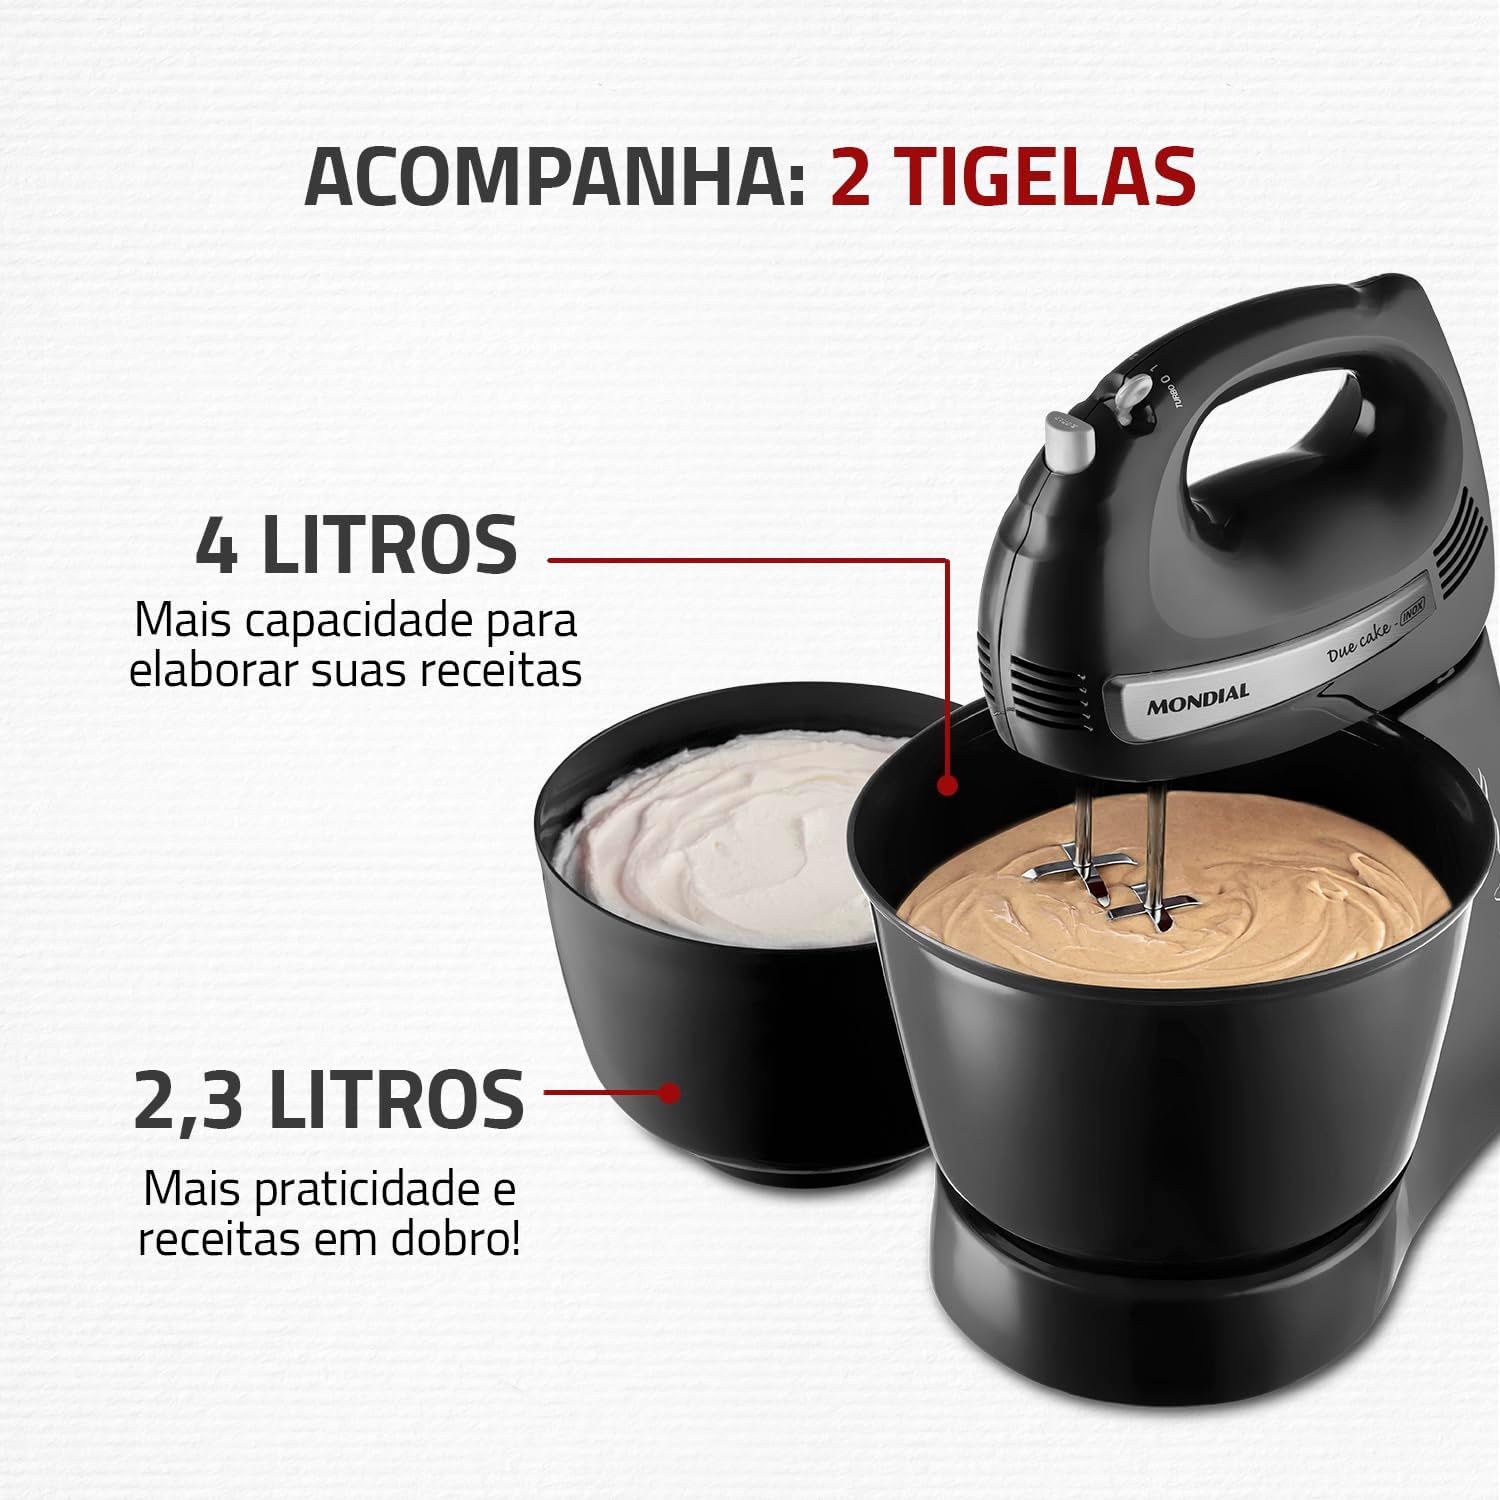 ACOMPANHA: 2 TIGELAS
TURBO 0 1
4 LITROS
Mais capacidade para
elaborar suas receitas
Due cake - INOX
MONDIAL
2,3 LITROS
Mais praticidade e
receitas em dobro!